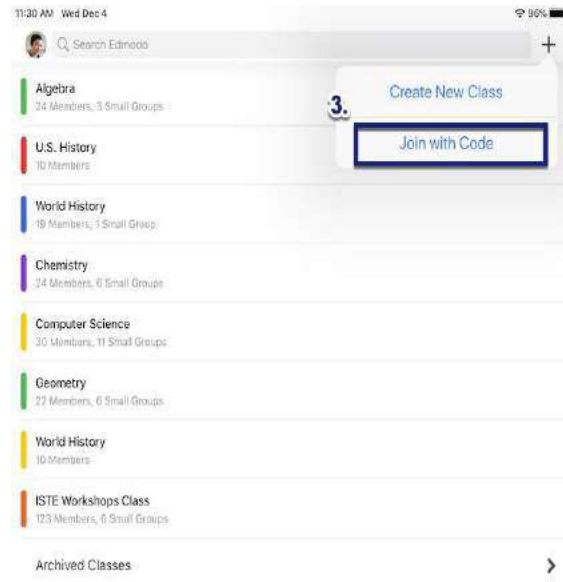 11:30 AM Wed Dec 4
96%
Search Edmodo
+
Create New Class
3.
Join with Code
Algebra
24 Members, 3 Small Groups
U.S. History
10 Members
World History
19 Members, 1 Small Group
Chemistry
24 Members, 6 Small Groups
Computer Science
30 Members, 11 Small Groups
Geometry
22 Members, 6 Small Groups
World History
10 Members
ISTE Workshops Class
123 Members, 6 Small Groups
Archived Classes